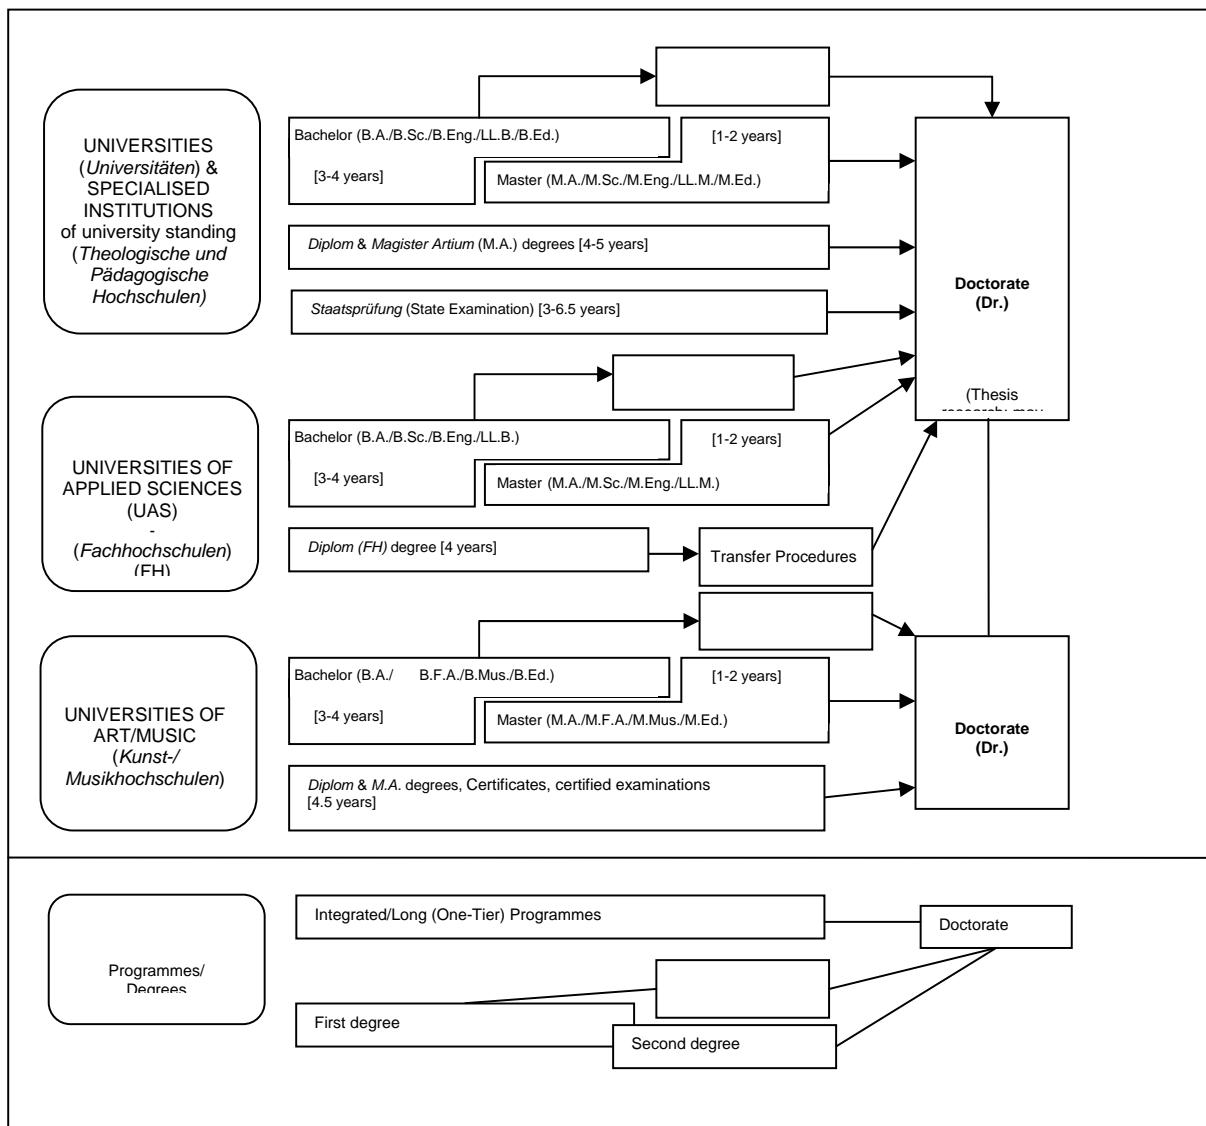 UNIVERSITIES
(Universitäten) &
SPECIALISED
INSTITUTIONS
of university standing
(Theologische und
Pädagogische
Hochschulen)
Bachelor (B.A./B.Sc./B.Eng./LL.B./B.Ed.)
[3-4 years]
[1-2 years]
Master (M.A./M.Sc./M.Eng./LL.M./M.Ed.)
Diplom & Magister Artium (M.A.) degrees [4-5 years]
Staatsprüfung (State Examination) [3-6.5 years]
Doctorate
(Dr.)
(Thesis
research may
UNIVERSITIES OF
APPLIED SCIENCES
(UAS)
-
(Fachhochschulen)
(FH)
Bachelor (B.A./B.Sc./B.Eng./LL.B.)
[3-4 years]
[1-2 years]
Master (M.A./M.Sc./M.Eng./LL.M.)
Diplom (FH) degree [4 years]
Transfer Procedures
UNIVERSITIES OF
ART/MUSIC
(Kunst-/
Musikhochschulen)
Bachelor (B.A./ B.F.A./B.Mus./B.Ed.)
[3-4 years]
[1-2 years]
Master (M.A./M.F.A./M.Mus./M.Ed.)
Diplom & M.A. degrees, Certificates, certified examinations
[4.5 years]
Doctorate
(Dr.)
Programmes/
Degrees
Integrated/Long (One-Tier) Programmes
Doctorate
First degree
Second degree